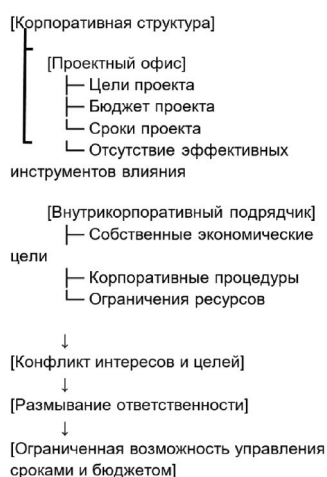 [Корпоративная структура]
[Проектный офис]
├─ Цели проекта
├─ Бюджет проекта
└─ Сроки проекта
└─ Отсутствие эффективных
инструментов влияния
[Внутрикорпоративный подрядчик]
├─ Собственные экономические
цели
├─ Корпоративные процедуры
└─ Ограничения ресурсов
↓
[Конфликт интересов и целей]
↓
[Размывание ответственности]
↓
[Ограниченная возможность управления
сроками и бюджетом]